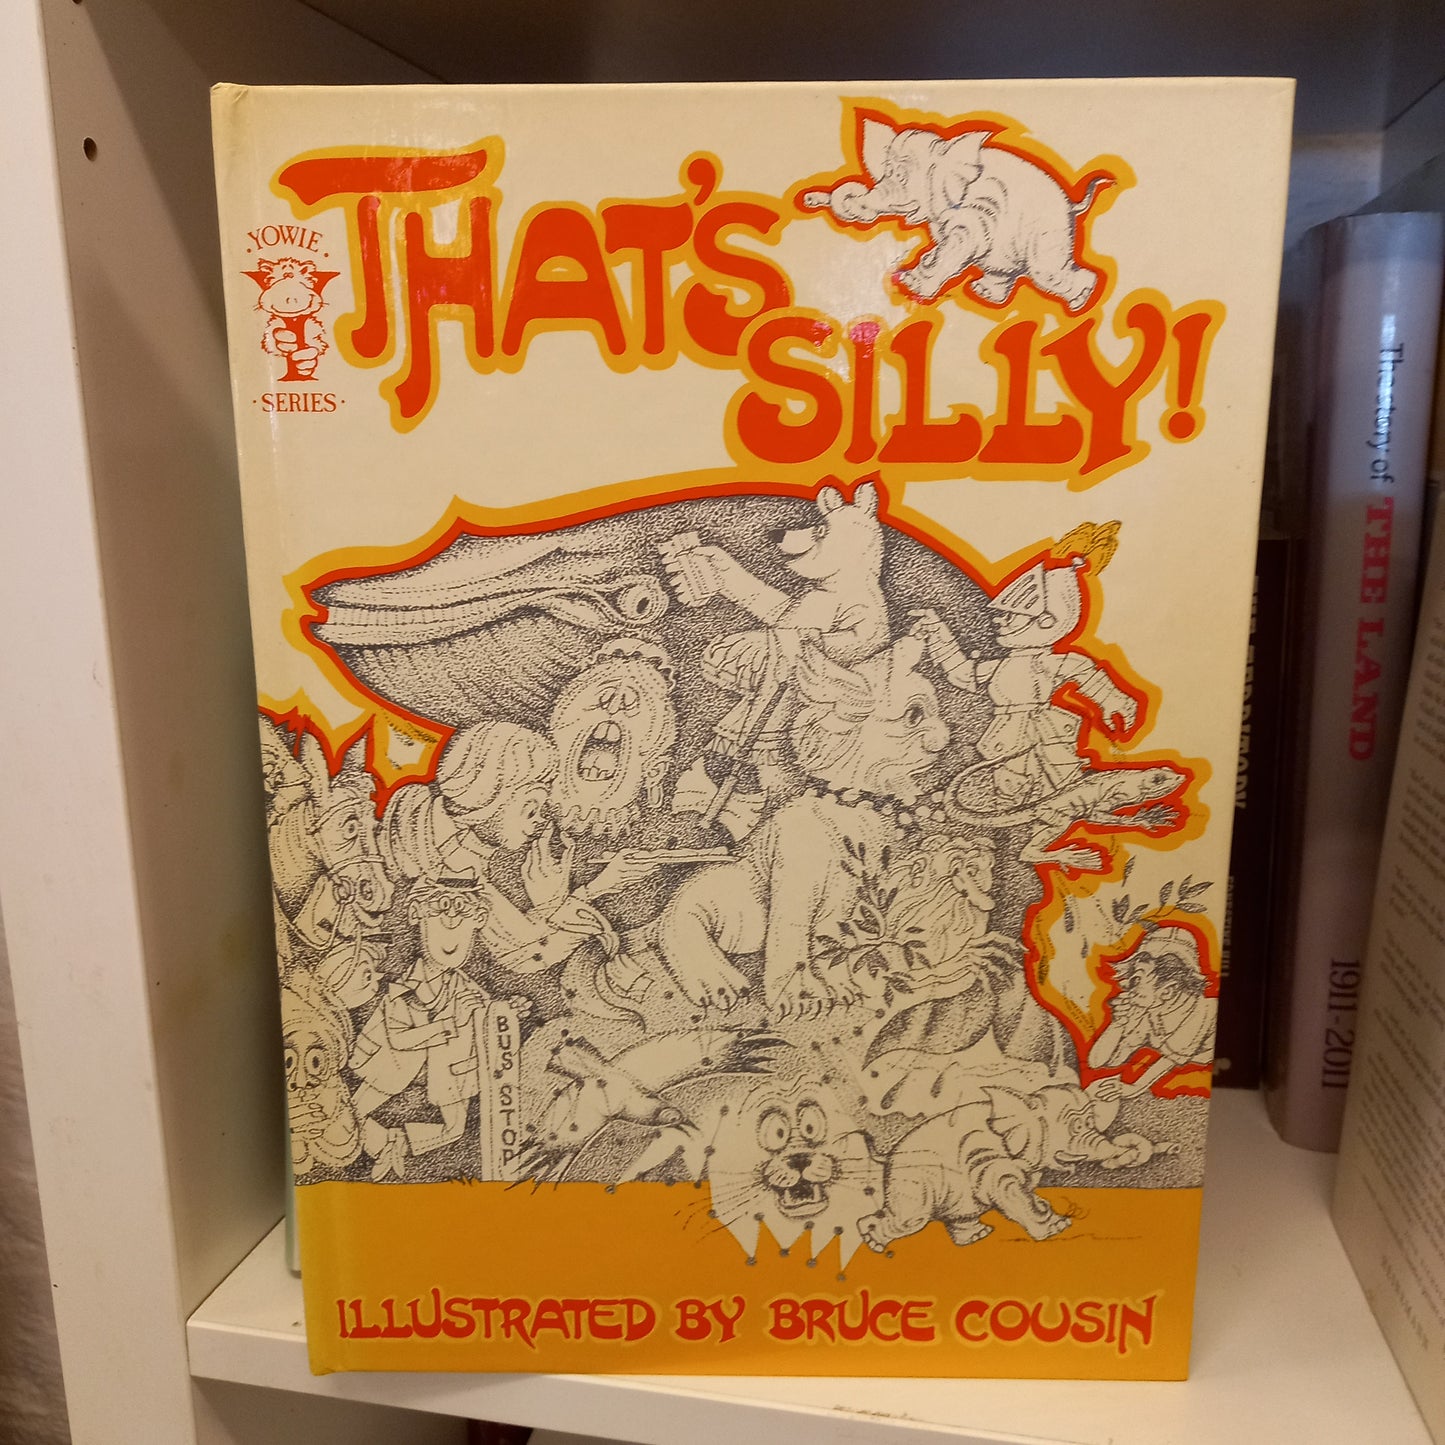 THAT'S
SILLY!
·YOWIE·
·SERIES·
BUS STOP
ILLUSTRATED BY BRUCE COUSIN
The story of THE LAND 1911-2011